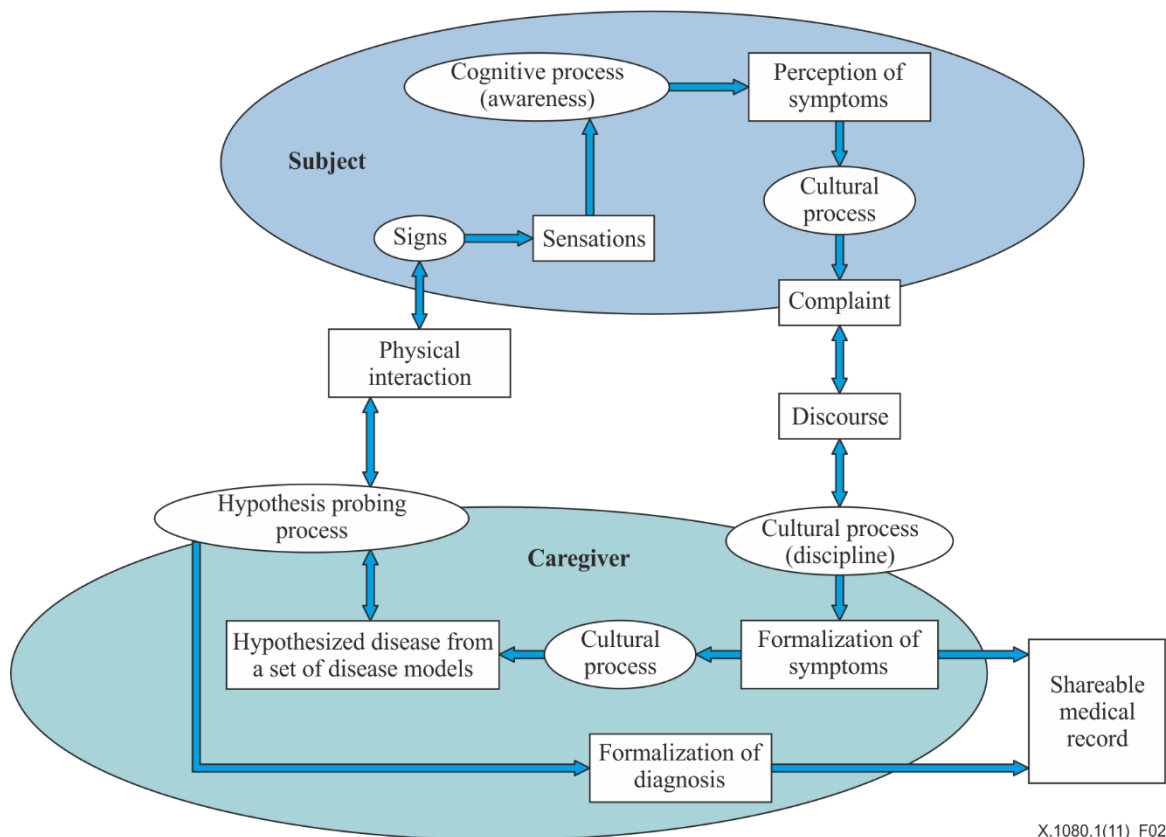 Cognitive process
(awareness)
Perception of
symptoms
Subject
Cultural
process
Signs
Sensations
Complaint
Physical
interaction
Discourse
Hypothesis probing
process
Cultural process
(discipline)
Caregiver
Hypothesized disease from
a set of disease models
Cultural
process
Formalization of
symptoms
Shareable
medical
record
Formalization of
diagnosis
X.1080.1(11)_F02